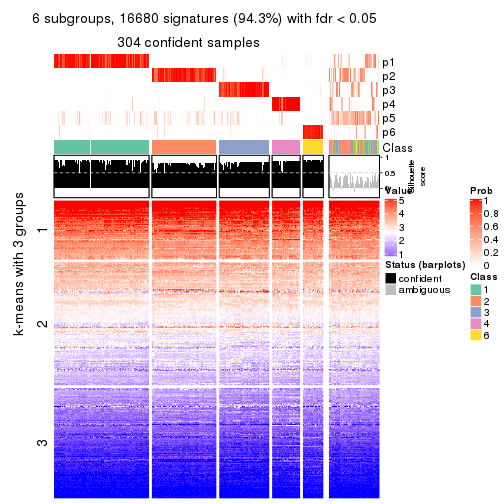 6 subgroups, 16680 signatures (94.3%) with fdr < 0.05
304 confident samples
p1
p2
p3
p4
p5
p6
Class
1
0.5
0
Silhouette
score
k-means with 3 groups
1
2
3
Value
5
4
3
2
1
Status (barplots)
confident
ambiguous
Prob
1
0.8
0.6
0.4
0.2
0
Class
1
2
3
4
6